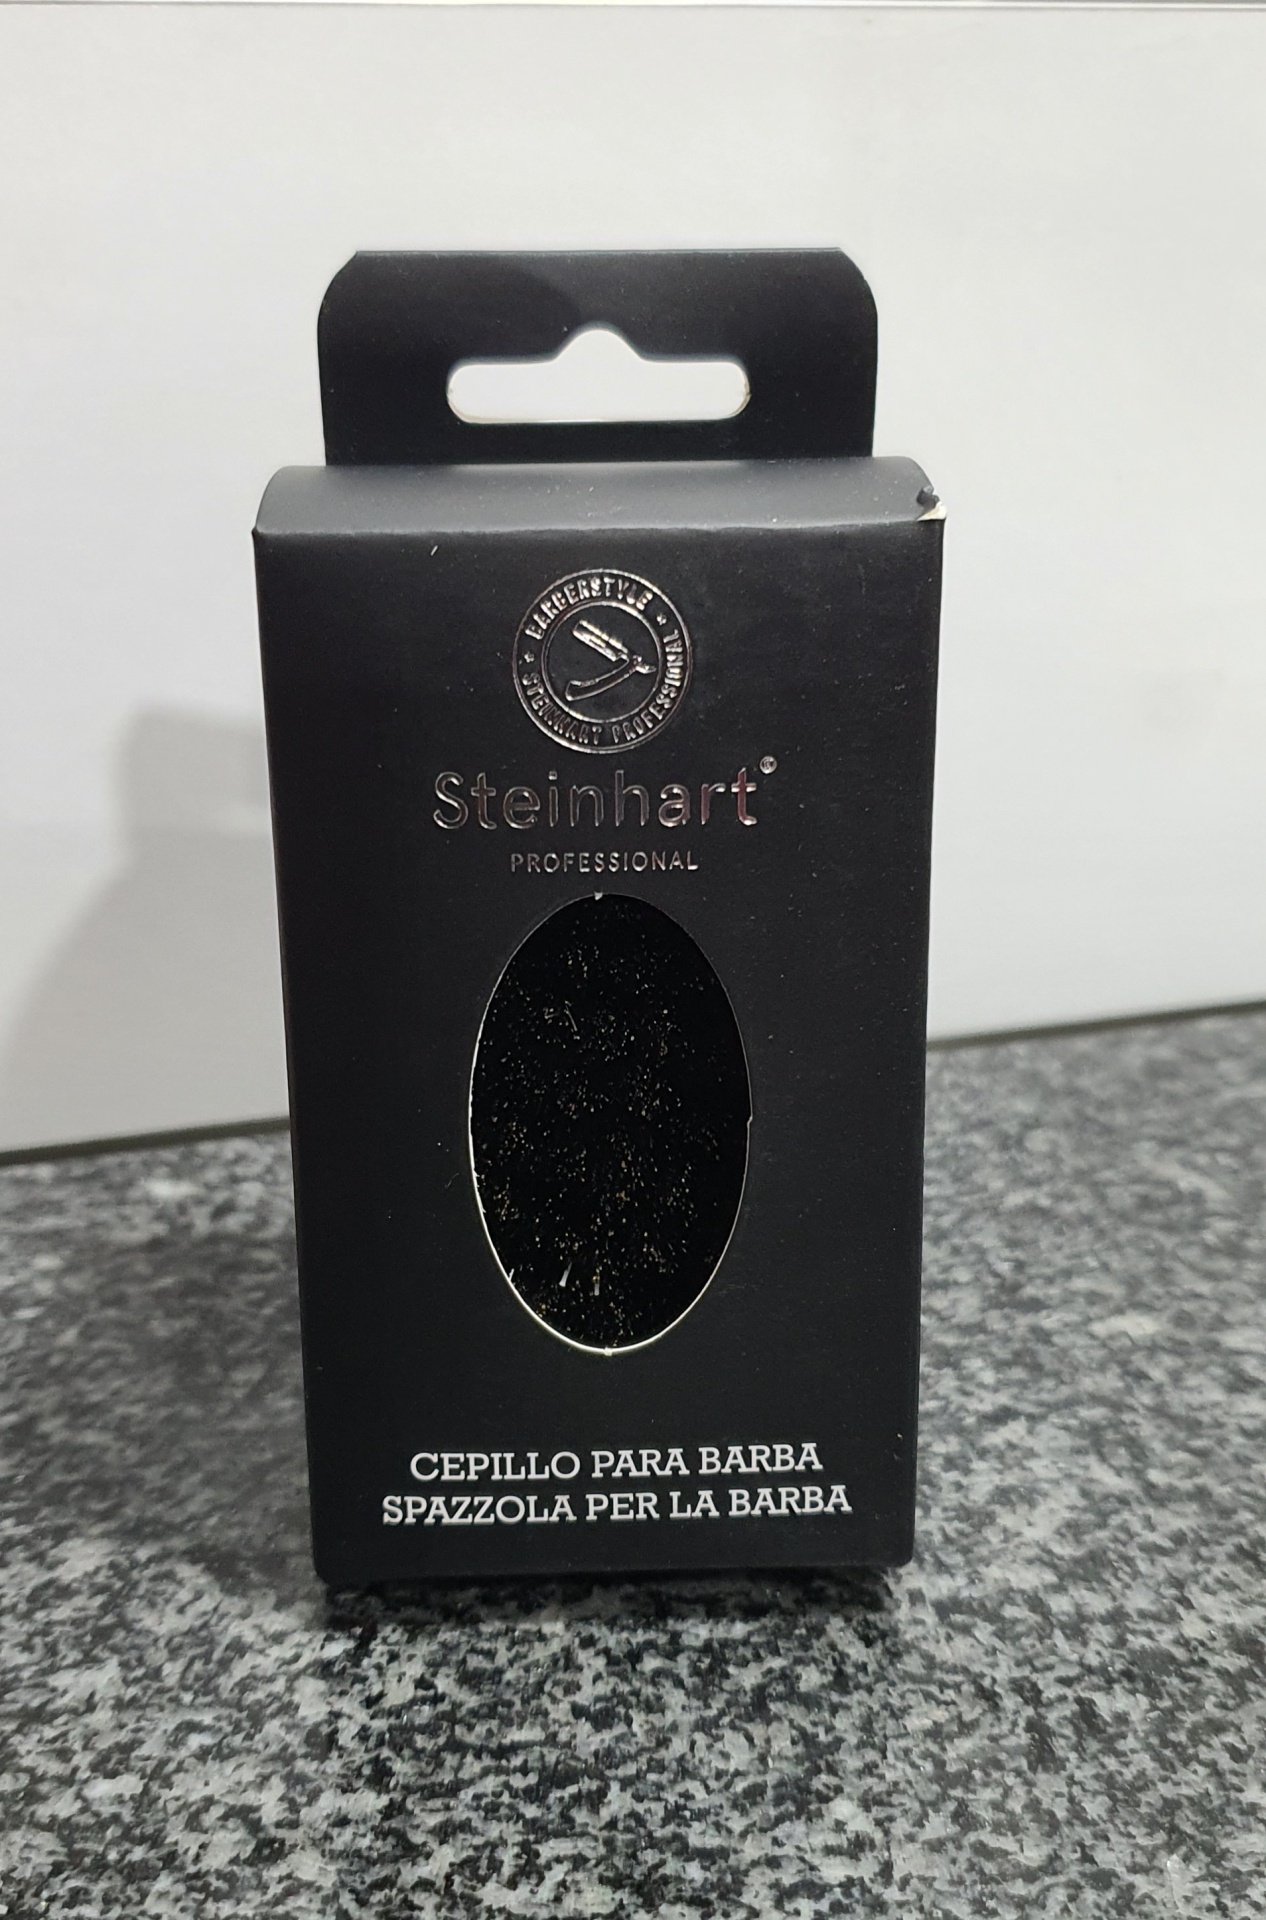 BARBERSTYLE
STEINHART PROFESSIONAL
Steinhart®
PROFESSIONAL
CEPILLO PARA BARBA
SPAZZOLA PER LA BARBA